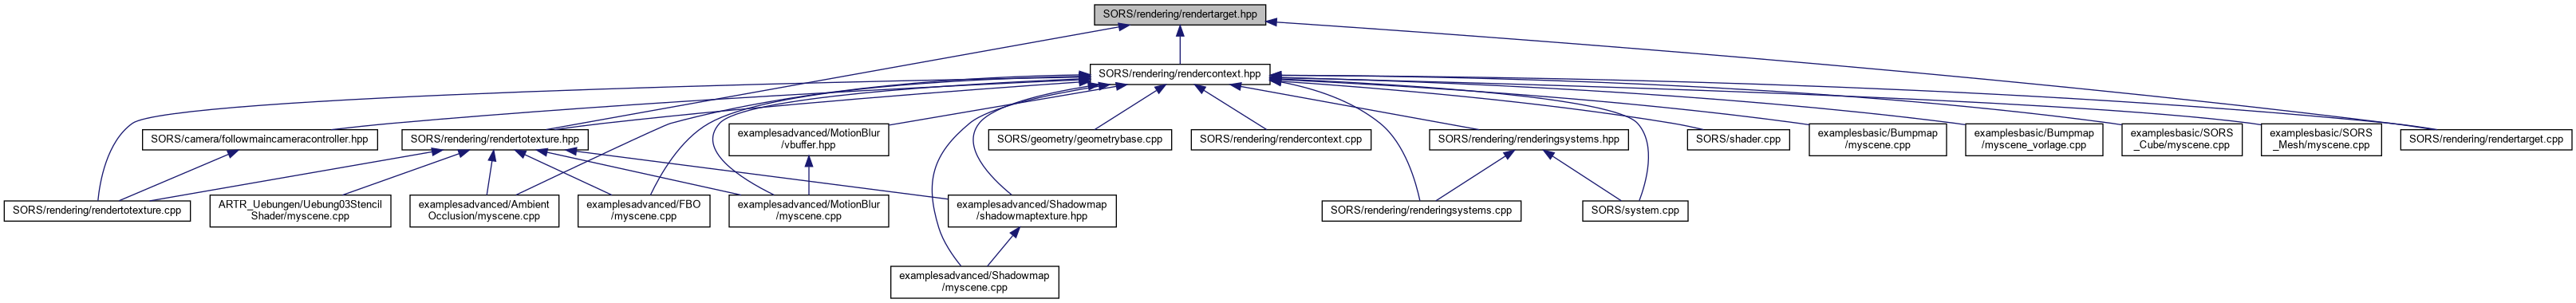 SORS/rendering/rendertarget.hpp
SORS/rendering/rendercontext.hpp
SORS/camera/followmaincameracontroller.hpp
SORS/rendering/rendertotexture.hpp
examplesadvanced/MotionBlur
/vbuffer.hpp
SORS/geometry/geometrybase.cpp
SORS/rendering/rendercontext.cpp
SORS/rendering/renderingsystems.hpp
SORS/shader.cpp
examplesbasic/Bumpmap
/myscene.cpp
examplesbasic/Bumpmap
/myscene_vorlage.cpp
examplesbasic/SORS
_Cube/myscene.cpp
examplesbasic/SORS
_Mesh/myscene.cpp
SORS/rendering/rendertarget.cpp
SORS/rendering/rendertotexture.cpp
ARTR_Uebungen/Uebung03Stencil
_Shader/myscene.cpp
examplesadvanced/Ambient
Occlusion/myscene.cpp
examplesadvanced/FBO
/myscene.cpp
examplesadvanced/MotionBlur
/myscene.cpp
examplesadvanced/Shadowmap
/shadowmaptexture.hpp
SORS/rendering/renderingsystems.cpp
SORS/system.cpp
examplesadvanced/Shadowmap
/myscene.cpp